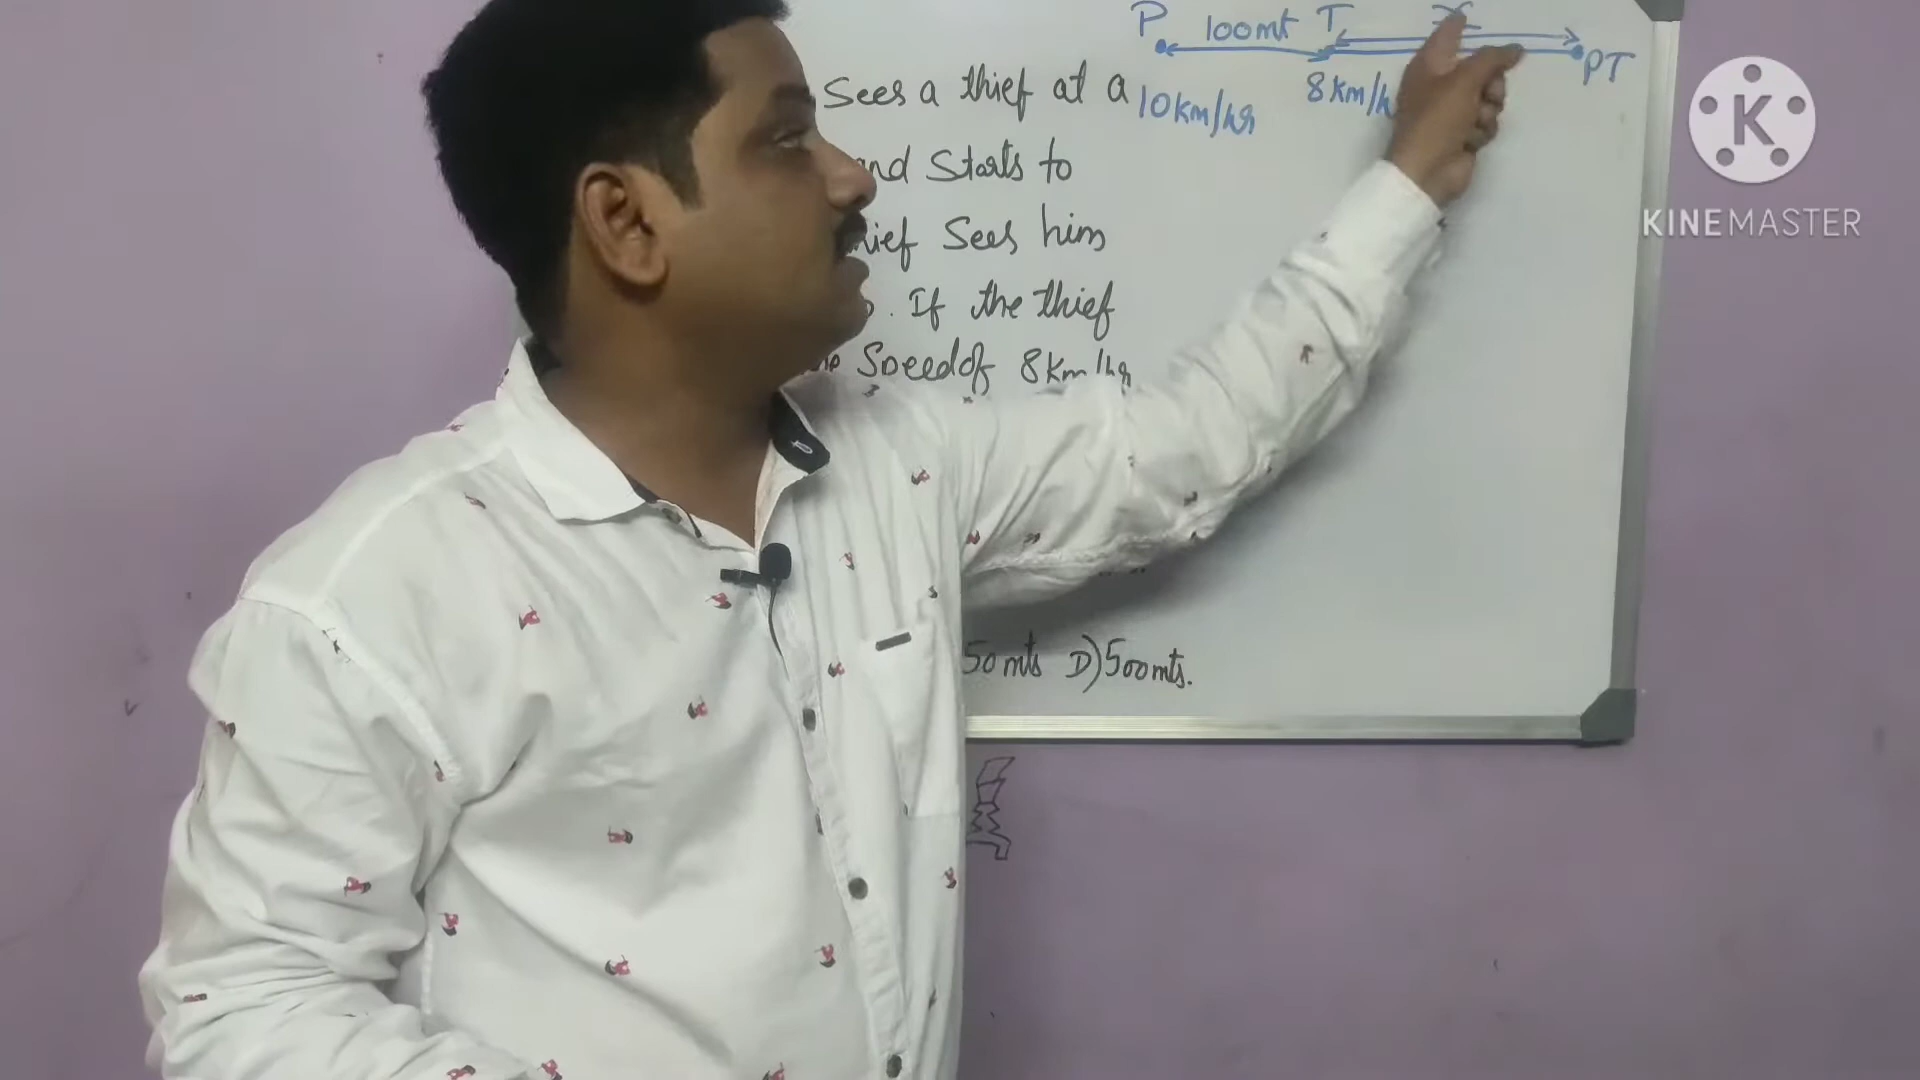 P 100mt T x
PT
Sees a thief at a 10km/hr 8km/h
and Starts to
hief Sees him
. If the thief
Speed of 8km/hr
50mts D) 500mts.
K
KINEMASTER